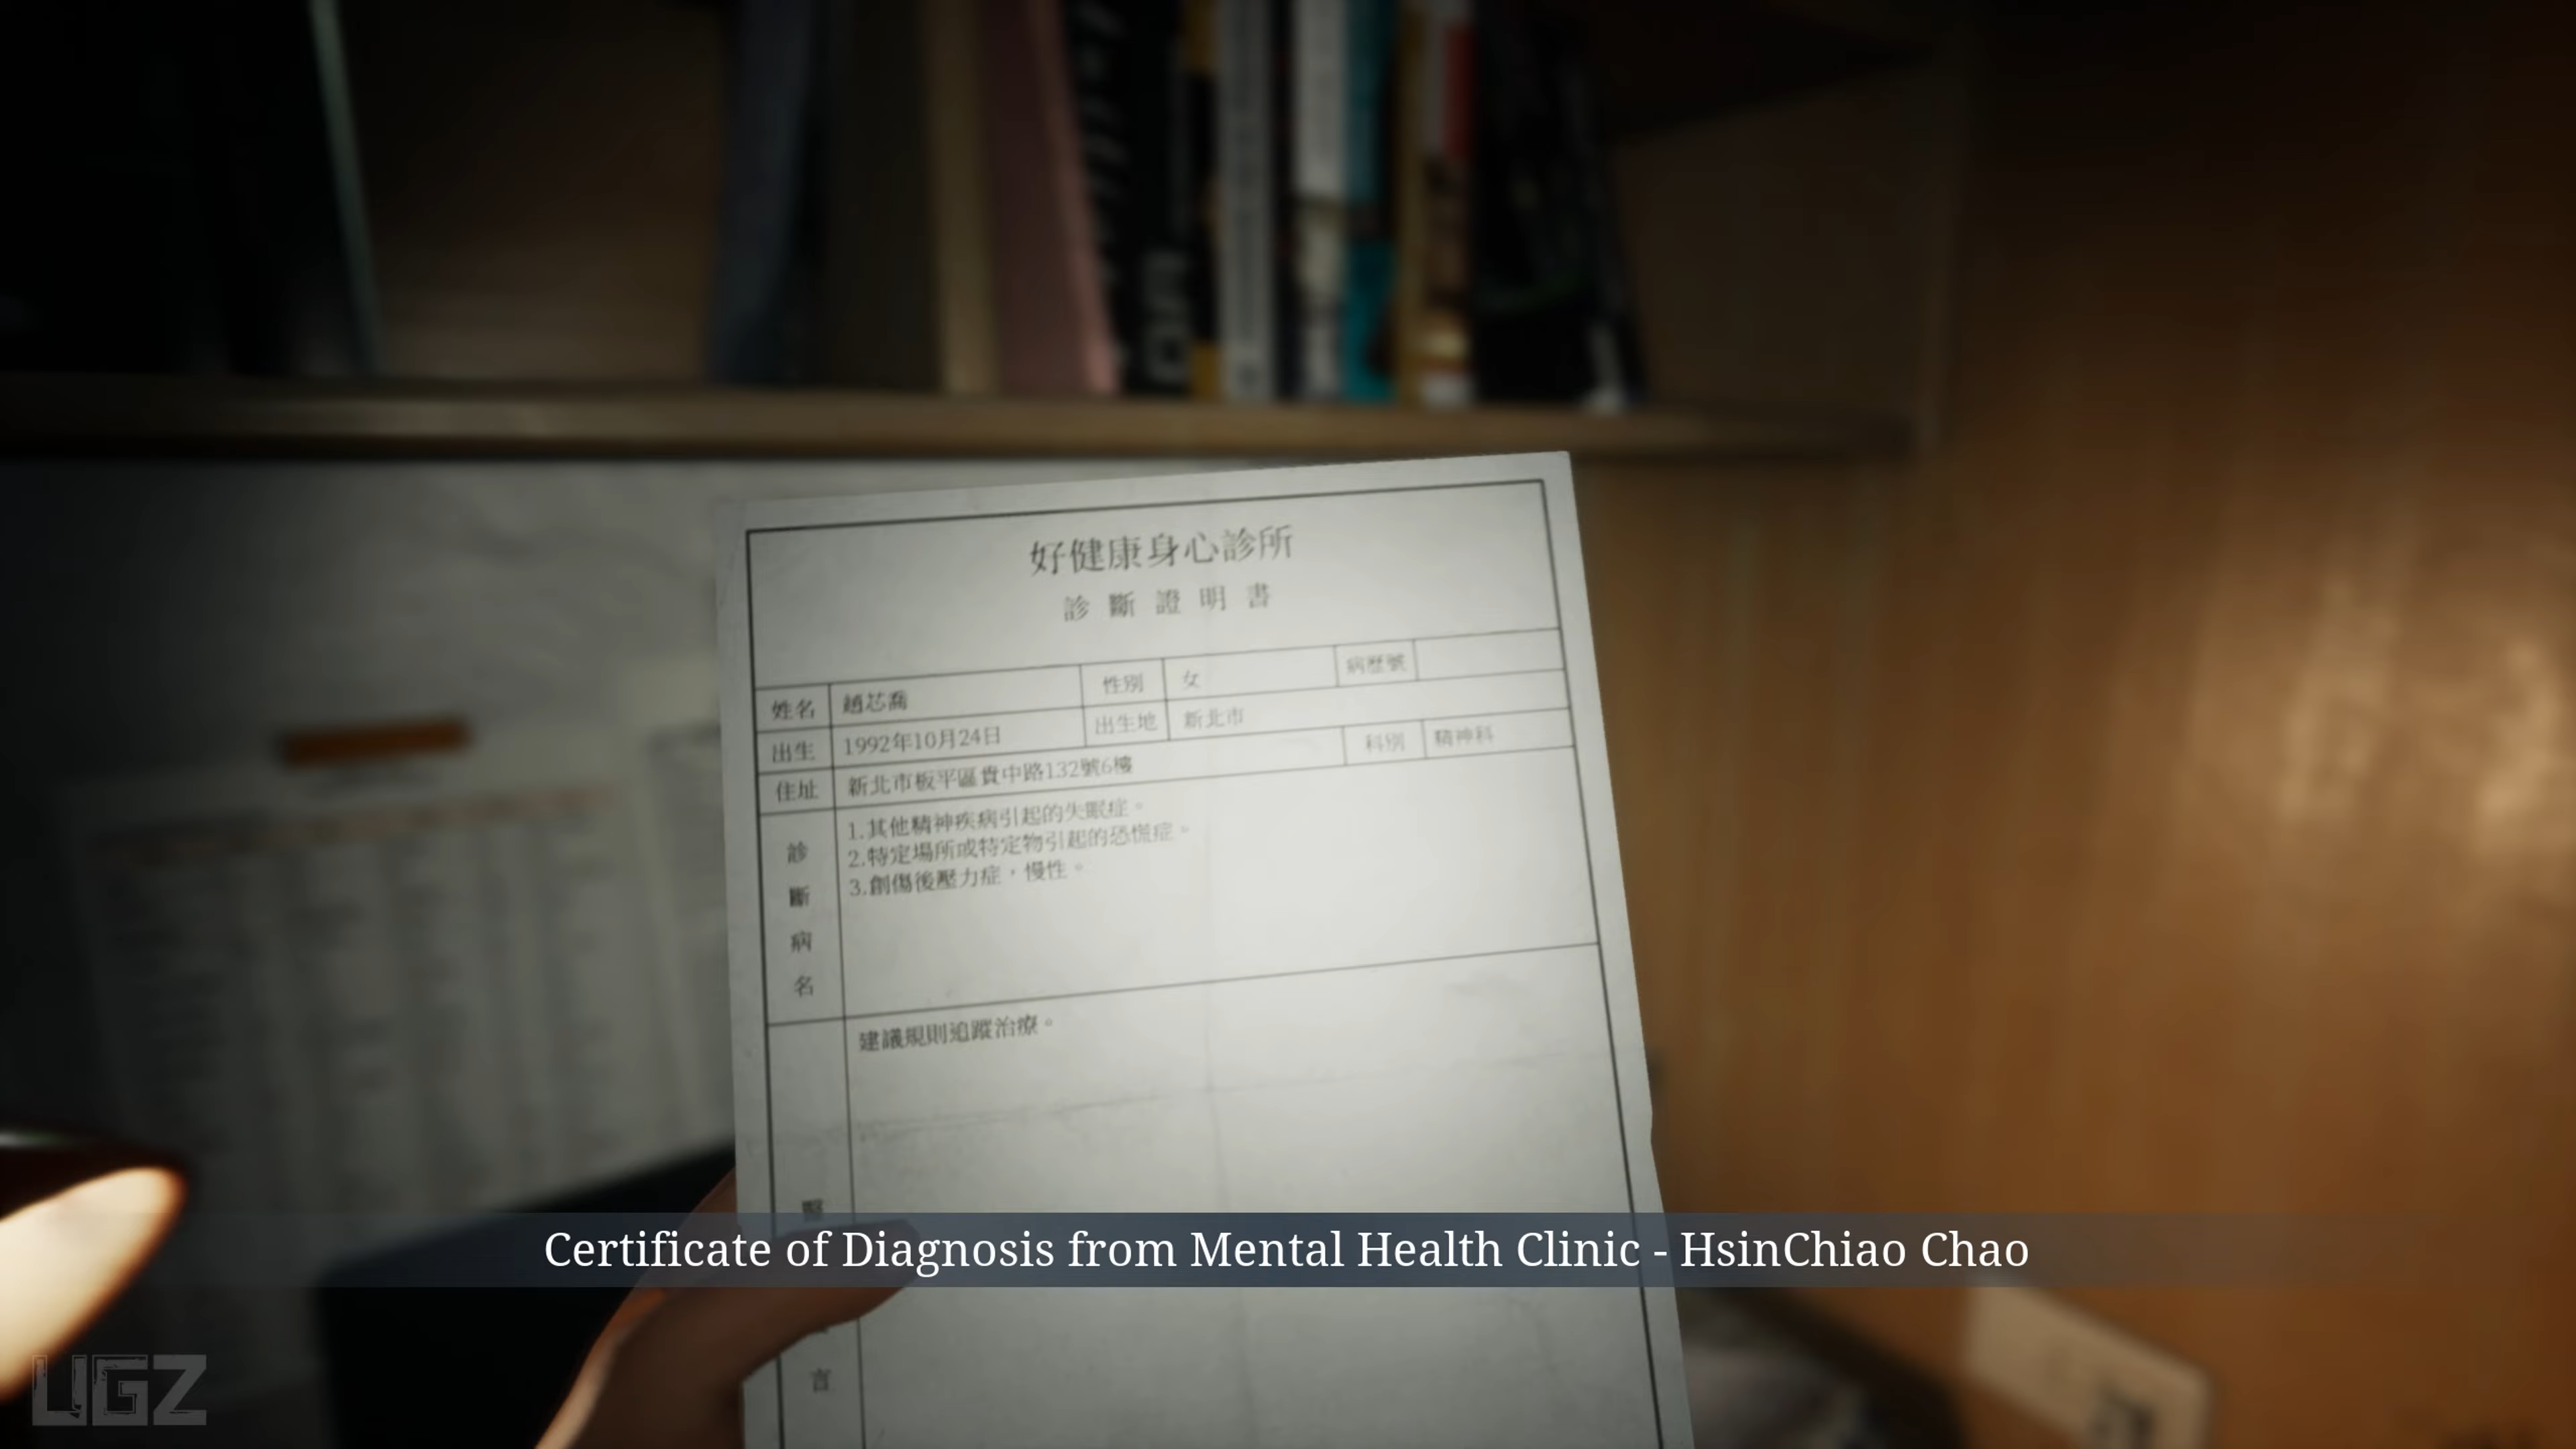 好健康身心診所
診斷證明書
姓名 趙芯喬 性別 女 病歷號
出生 1992年10月24日 出生地 新北市
住址 新北市板平區貴中路132號6樓 科別 精神科
診斷病名
1.其他精神疾病引起的失眠症。
2.特定場所或特定物引起的恐慌症。
3.創傷後壓力症，慢性。
建議規則追蹤治療。
醫
言
Certificate of Diagnosis from Mental Health Clinic - HsinChiao Chao
UGZ